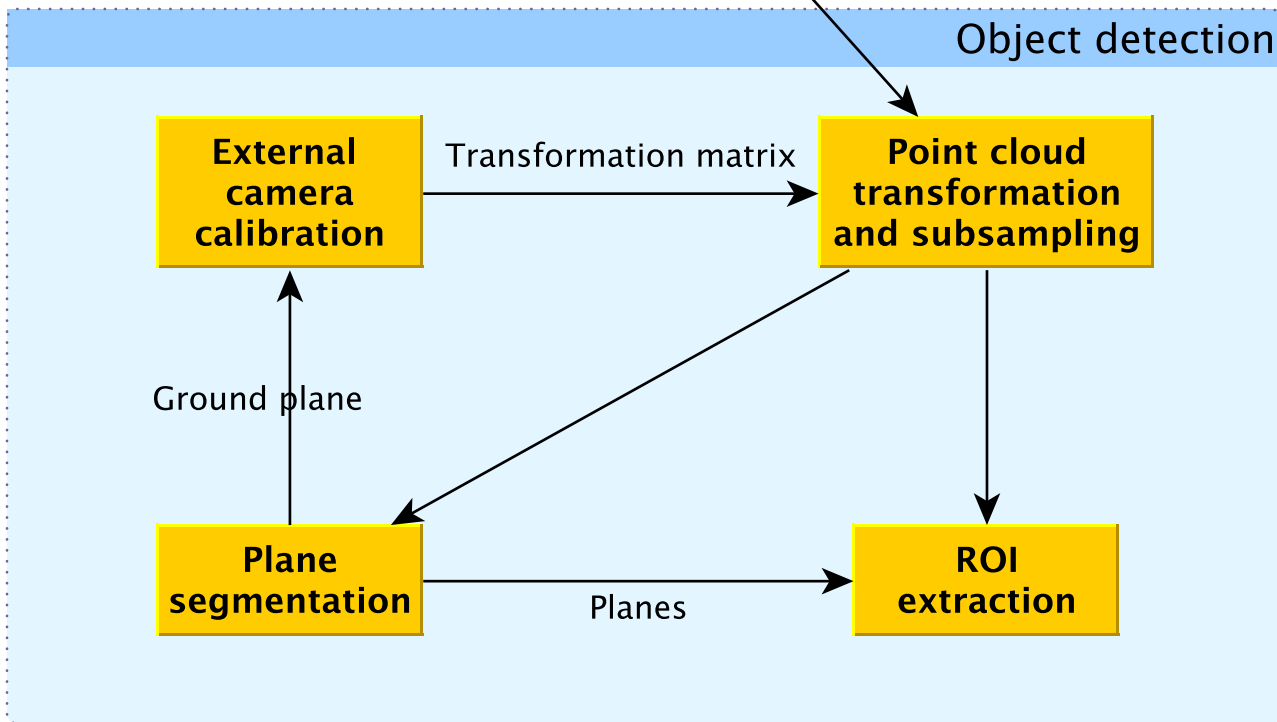 Object detection
External
camera
calibration
Transformation matrix
Point cloud
transformation
and subsampling
Ground plane
Plane
segmentation
Planes
ROI
extraction